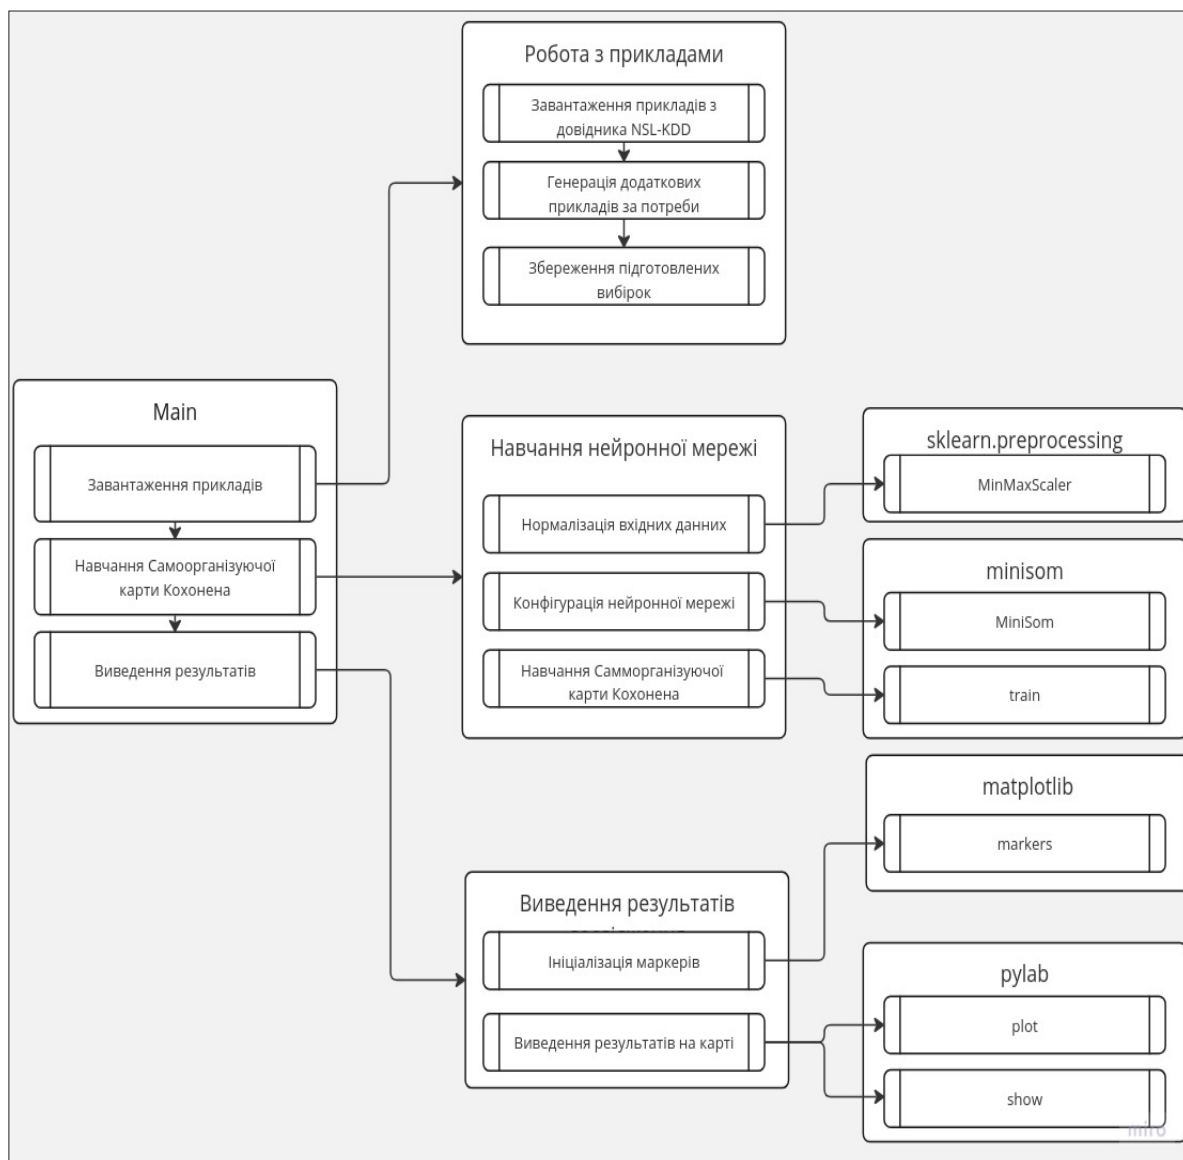 Робота з прикладами
Завантаження прикладів з
довідника NSL-KDD
Генерація додаткових
прикладів за потреби
Збереження підготовлених
вибірок
Main
Завантаження прикладів
Навчання Самоорганізуючої
карти Кохонена
Виведення результатів
Навчання нейронної мережі
Нормалізація вхідних данних
Конфігурація нейронної мережі
Навчання Самморганізуючої
карти Кохонена
sklearn.preprocessing
MinMaxScaler
minisom
MiniSom
train
matplotlib
markers
Виведення результатів
Ініціалізація маркерів
Виведення результатів на карті
pylab
plot
show
miro